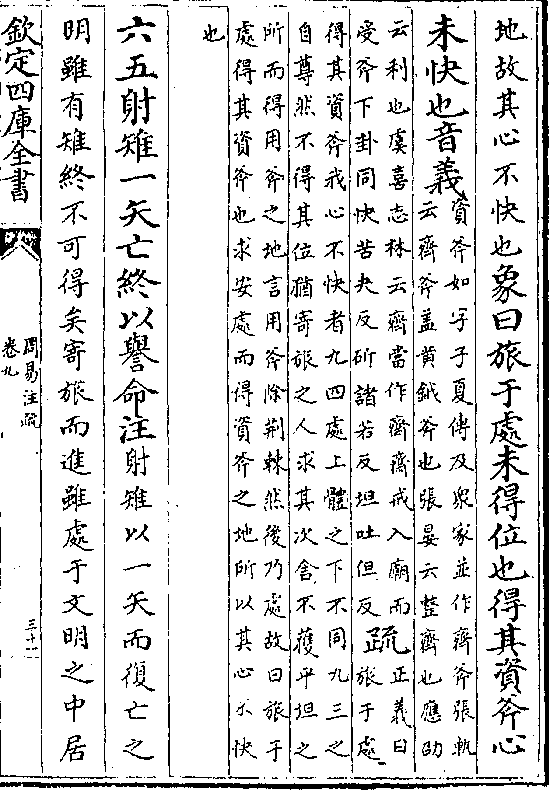 地故其心不快也象曰旅于處未得位也得其資斧心
未快也音義
資斧如字子夏傳及衆家並作齊斧張軌
云齊斧蓋黄鉞斧也張晏云整齊也應劭
云利也虞喜志林云齊當作齋齋戒入廟而
受斧下卦同快苦夬反斫諸若反坦吐但反
疏
正義曰
旅于處
得其資斧我心不快者九四處上體之下不同九三之
自尊然不得其位猶寄旅之人求其次舍不獲平坦之
所而得用斧之地言用斧除荆棘然後乃處故曰旅于
處得其資斧也求安處而得資斧之地所以其心不快
也
六五射雉一矢亡終以譽命注射雉以一矢而復亡之
明雖有雉終不可得矣寄旅而進雖處于文明之中居
欽定四庫全書
周易注疏
卷九
三十一